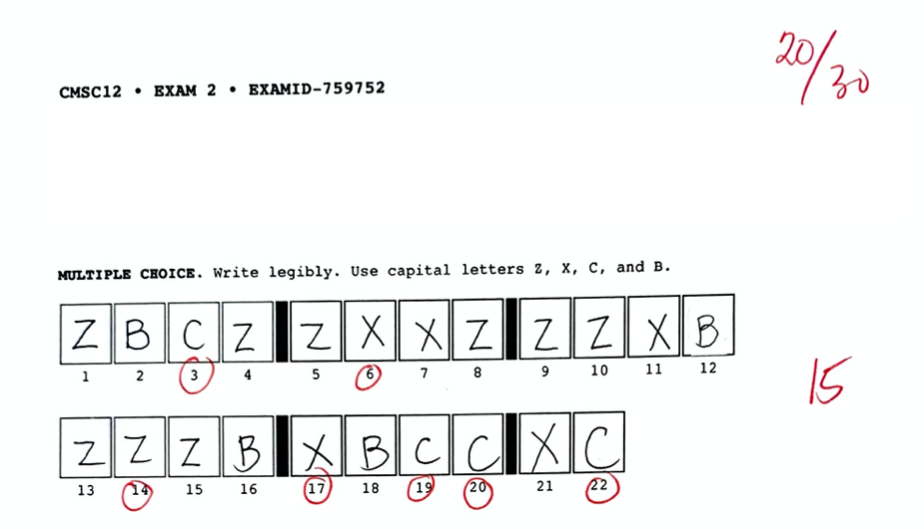 20/30
CMSC12 • EXAM 2 • EXAMID-759752
MULTIPLE CHOICE. Write legibly. Use capital letters Z, X, C, and B.
Z B C Z Z X X Z Z Z X B
1 2 3 4 5 6 7 8 9 10 11 12
15
Z Z Z B X B C C X C
13 14 15 16 17 18 19 20 21 22